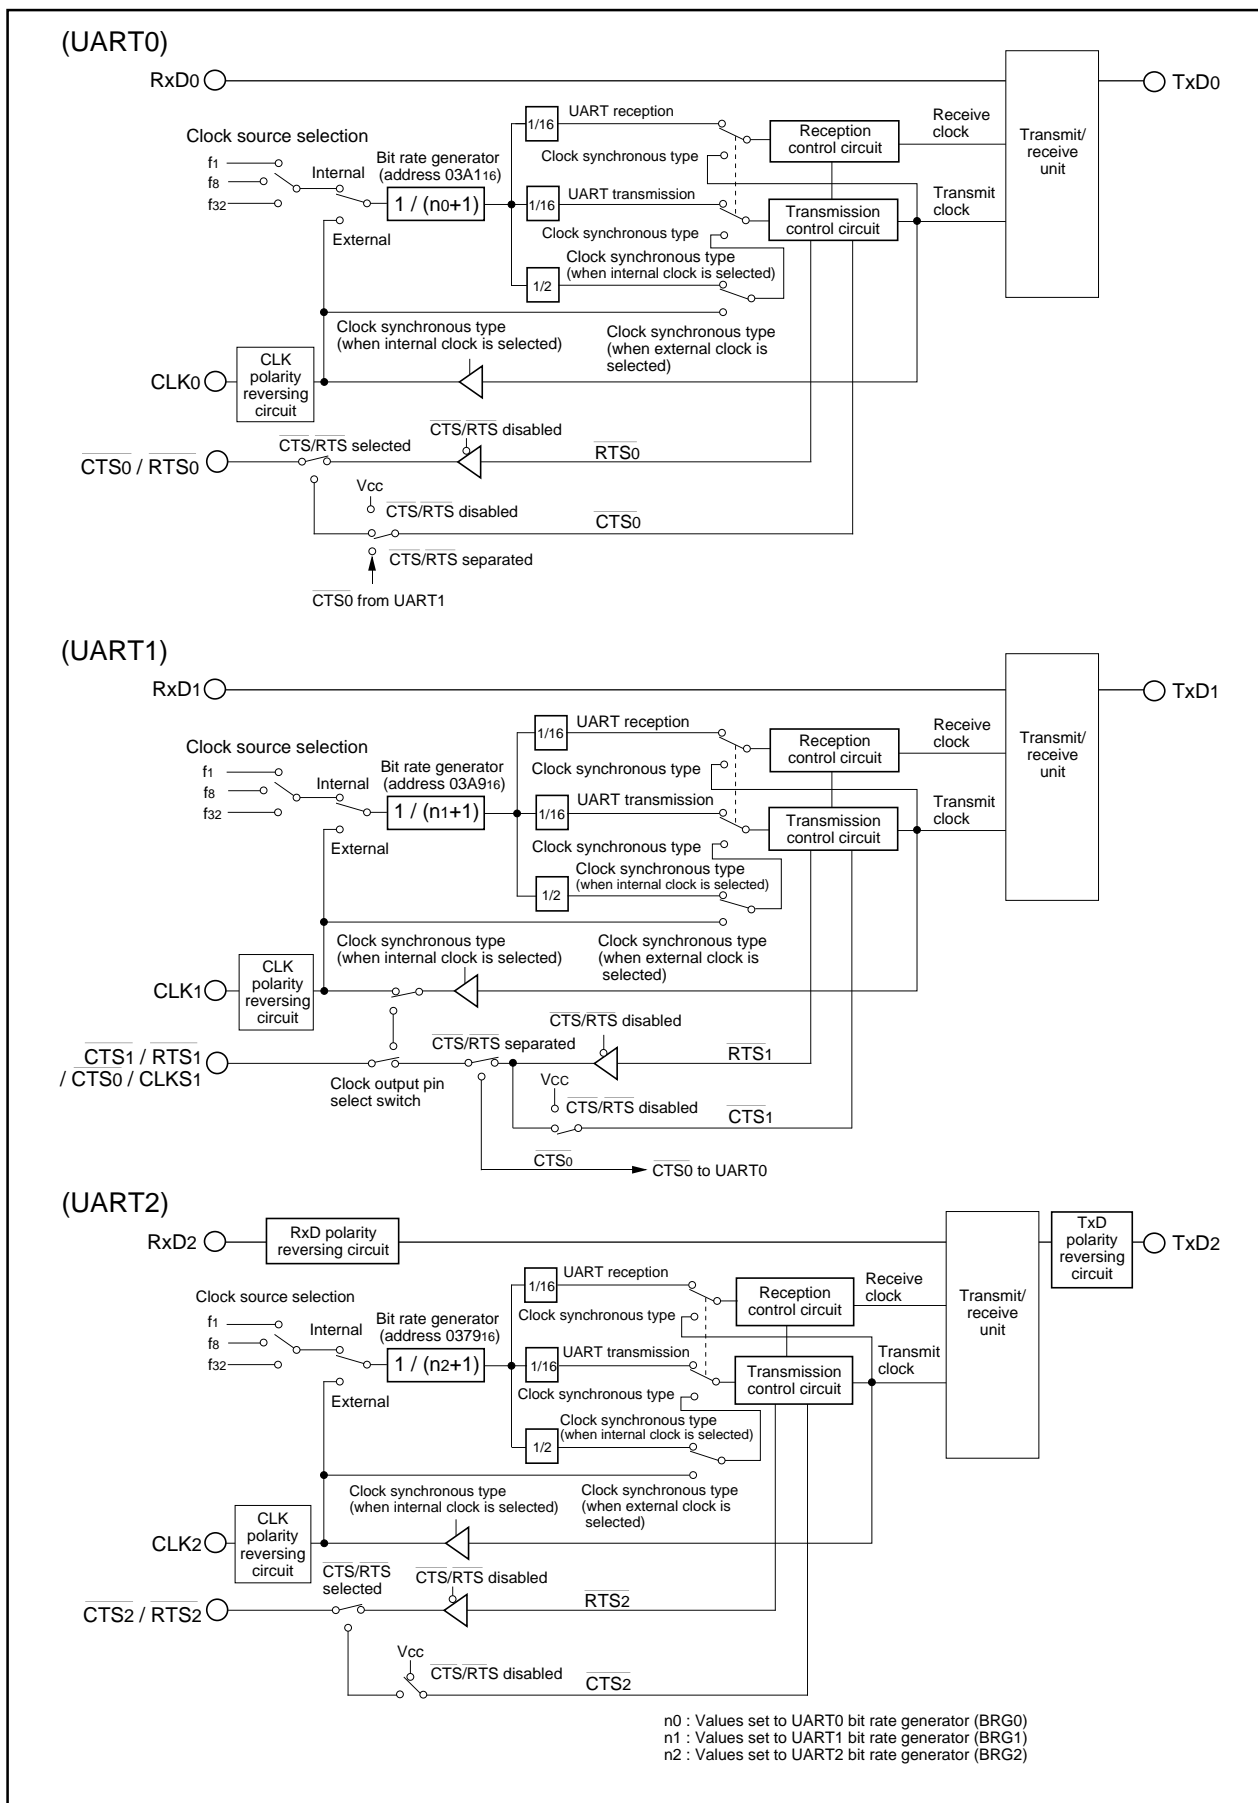 (UART0)
RxD0
TxD0
Clock source selection
f1
f8
f32
Internal
External
Bit rate generator
(address 03A116)
1 / (n0+1)
1/16
UART reception
Clock synchronous type
1/16
UART transmission
Clock synchronous type
Clock synchronous type
(when internal clock is selected)
1/2
Reception
control circuit
Transmission
control circuit
Receive
clock
Transmit
clock
Transmit/
receive
unit
Clock synchronous type
(when internal clock is selected)
Clock synchronous type
(when external clock is
selected)
CLK0
CLK
polarity
reversing
circuit
CTS0 / RTS0
CTS/RTS selected
CTS/RTS disabled
RTS0
Vcc
CTS/RTS disabled
CTS0
CTS/RTS separated
CTS0 from UART1
(UART1)
RxD1
TxD1
Clock source selection
f1
f8
f32
Internal
External
Bit rate generator
(address 03A916)
1 / (n1+1)
1/16
UART reception
Clock synchronous type
1/16
UART transmission
Clock synchronous type
Clock synchronous type
(when internal clock is selected)
1/2
Reception
control circuit
Transmission
control circuit
Receive
clock
Transmit
clock
Transmit/
receive
unit
Clock synchronous type
(when internal clock is selected)
Clock synchronous type
(when external clock is
selected)
CLK1
CLK
polarity
reversing
circuit
CTS1 / RTS1
/ CTS0 / CLKS1
Clock output pin
select switch
CTS/RTS separated
CTS/RTS disabled
RTS1
VCC
CTS/RTS disabled
CTS1
CTS0
CTS0 to UART0
(UART2)
RxD2
RxD polarity
reversing circuit
TxD
polarity
reversing
circuit
TxD2
Clock source selection
f1
f8
f32
Internal
External
Bit rate generator
(address 037916)
1 / (n2+1)
1/16
UART reception
Clock synchronous type
1/16
UART transmission
Clock synchronous type
Clock synchronous type
(when internal clock is selected)
1/2
Reception
control circuit
Transmission
control circuit
Receive
clock
Transmit
clock
Transmit/
receive
unit
Clock synchronous type
(when internal clock is selected)
Clock synchronous type
(when external clock is
selected)
CLK2
CLK
polarity
reversing
circuit
CTS2 / RTS2
CTS/RTS
selected
CTS/RTS disabled
RTS2
Vcc
CTS/RTS disabled
CTS2
n0 : Values set to UART0 bit rate generator (BRG0)
n1 : Values set to UART1 bit rate generator (BRG1)
n2 : Values set to UART2 bit rate generator (BRG2)